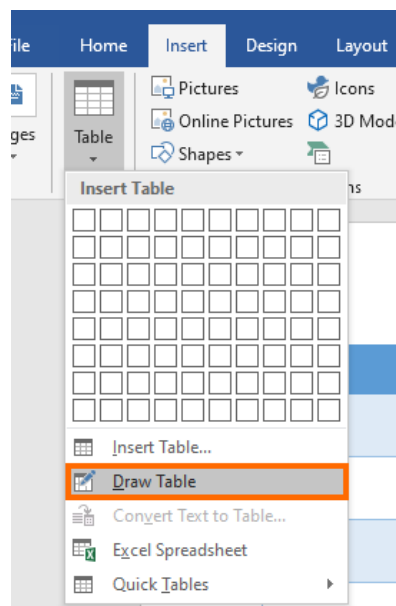 File Home Insert Design Layout
ges Table Pictures Icons
Online Pictures 3D Mod
Shapes
ns
Insert Table
Insert Table...
Draw Table
Convert Text to Table...
Excel Spreadsheet
Quick Tables